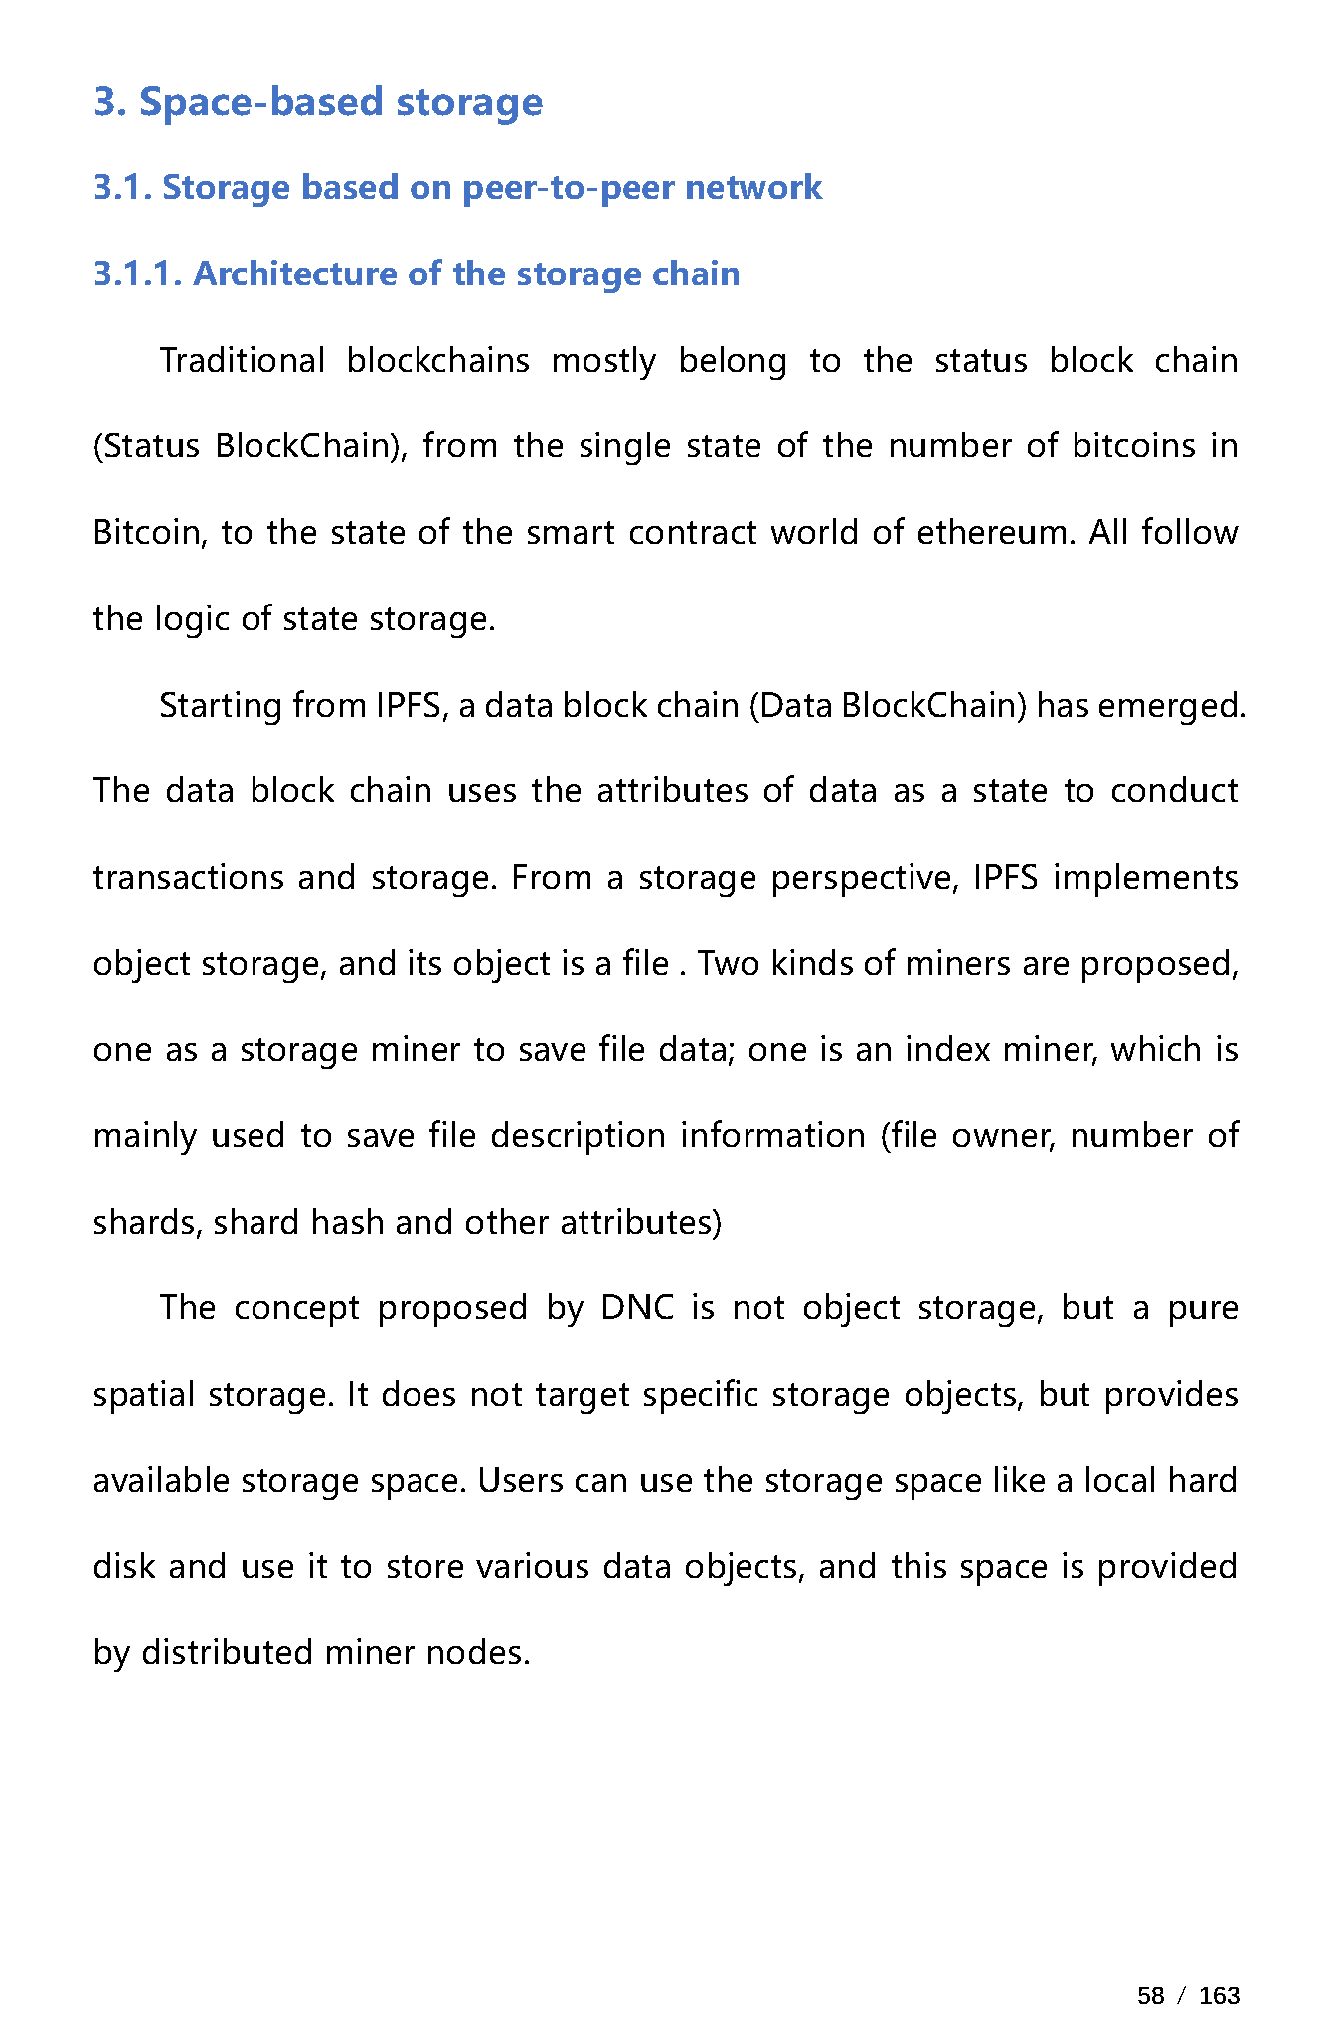 3. Space-based storage
3.1. Storage based on peer-to-peer network
3.1.1. Architecture of the storage chain
Traditional blockchains mostly belong to the status block chain
(Status BlockChain), from the single state of the number of bitcoins in
Bitcoin, to the state of the smart contract world of ethereum. All follow
the logic of state storage.
Starting from IPFS, a data block chain (Data BlockChain) has emerged.
The data block chain uses the attributes of data as a state to conduct
transactions and storage. From a storage perspective, IPFS implements
object storage, and its object is a file . Two kinds of miners are proposed,
one as a storage miner to save file data; one is an index miner, which is
mainly used to save file description information (file owner, number of
shards, shard hash and other attributes)
The concept proposed by DNC is not object storage, but a pure
spatial storage. It does not target specific storage objects, but provides
available storage space. Users can use the storage space like a local hard
disk and use it to store various data objects, and this space is provided
by distributed miner nodes.
58 / 163